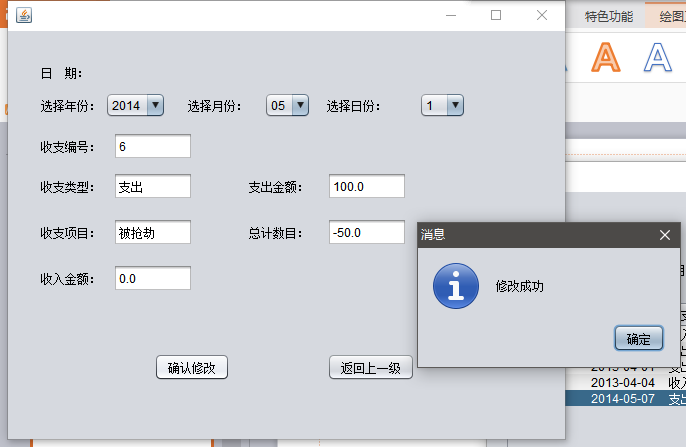 特色功能
日 期：
选择年份： 2014 选择月份： 05 选择日份： 1
收支编号： 6
收支类型： 支出 支出金额： 100.0
收支项目： 被抢劫 总计数目： -50.0
收入金额： 0.0
确认修改 返回上一级
消息
修改成功
确定
2013-04-04 收入
2014-05-07 支出